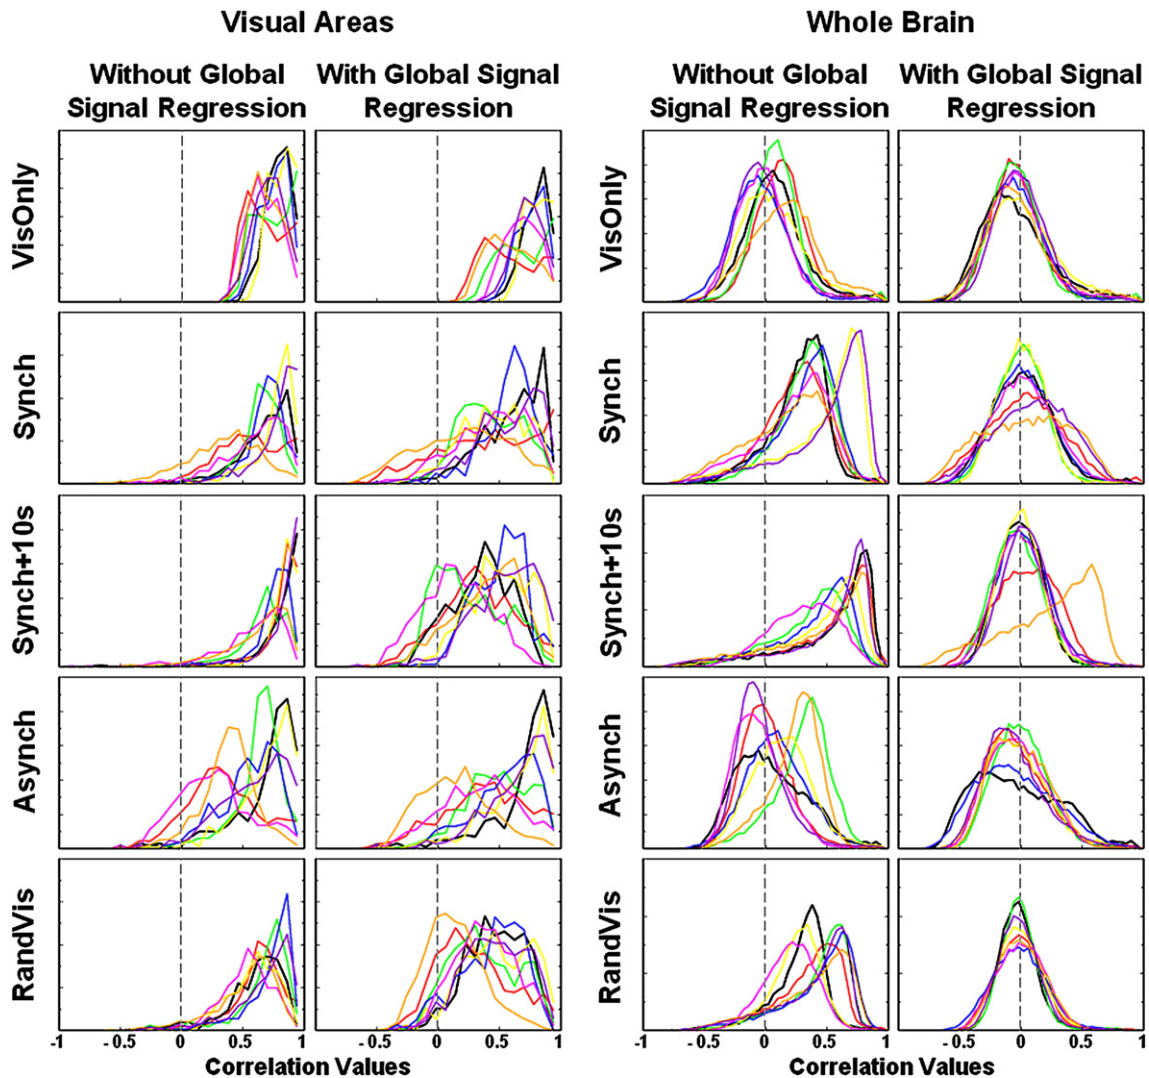 Visual Areas
Whole Brain
Without Global
Signal Regression
With Global Signal
Regression
Without Global
Signal Regression
With Global Signal
Regression
VisOnly
VisOnly
Synch
Synch
Synch+10s
Synch+10s
Asynch
Asynch
RandVis
RandVis
-1 -0.5 0 0.5 1 -0.5 0 0.5 1
-1 -0.5 0 0.5 1 -0.5 0 0.5 1
Correlation Values
Correlation Values